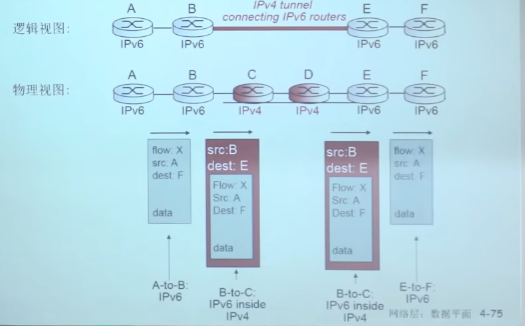 IPv4 tunnel
connecting IPv6 routers
逻辑视图:
A B E F
IPv6 IPv6 IPv6 IPv6
物理视图:
A B C D E F
IPv6 IPv6 IPv4 IPv4 IPv6 IPv6
flow: X
src: A
dest: F
data
src:B
dest: E
Flow: X
Src: A
Dest: F
data
src:B
dest: E
Flow: X
Src: A
Dest: F
data
flow: X
src: A
dest: F
data
A-to-B:
IPv6
B-to-C:
IPv6 inside
IPv4
B-to-C:
IPv6 inside
IPv4
E-to-F:
IPv6
网络层：数据平面 4-75